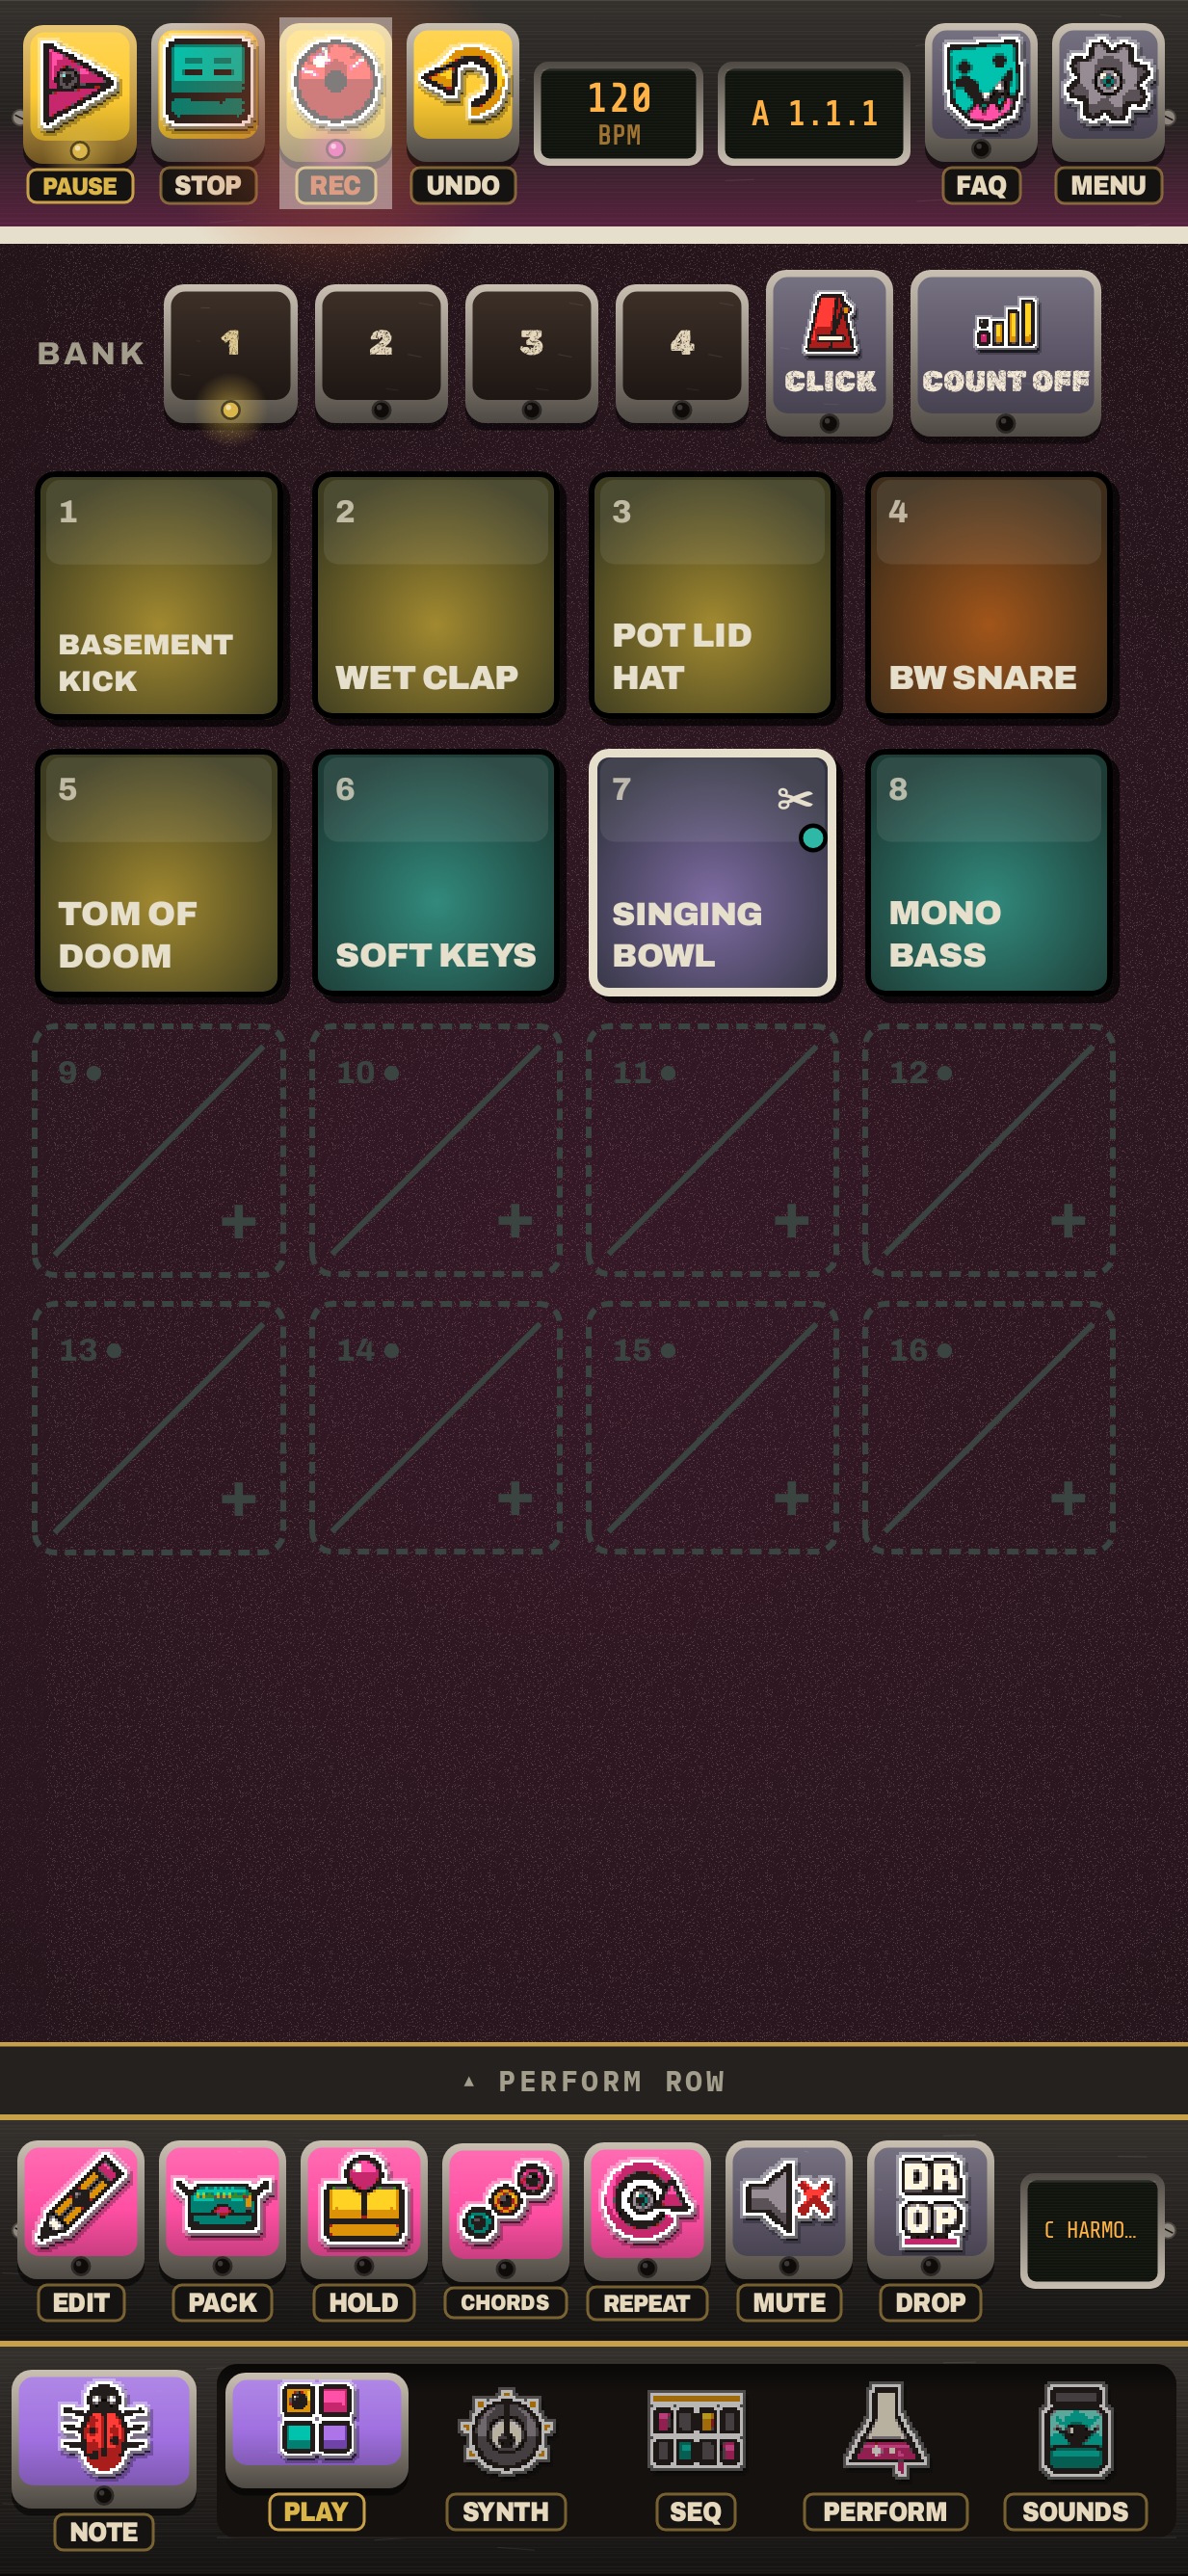 PAUSE STOP REC UNDO 120 BPM A 1.1.1 FAQ MENU
BANK 1 2 3 4 CLICK COUNT OFF
1 2 3 4
BASEMENT KICK
WET CLAP
POT LID HAT
BW SNARE
5 6 7 8
TOM OF DOOM
SOFT KEYS
SINGING BOWL
MONO BASS
9 10 11 12
13 14 15 16
▲ PERFORM ROW
DROP
C HARMO...
EDIT PACK HOLD CHORDS REPEAT MUTE DROP
NOTE PLAY SYNTH SEQ PERFORM SOUNDS